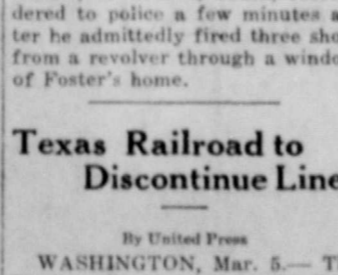 dered to police a few minutes a
ter he admittedly fired three sho
from a revolver through a windo
of Foster's home.
Texas Railroad to
Discontinue Line
By United Press
WASHINGTON, Mar. 5.— T